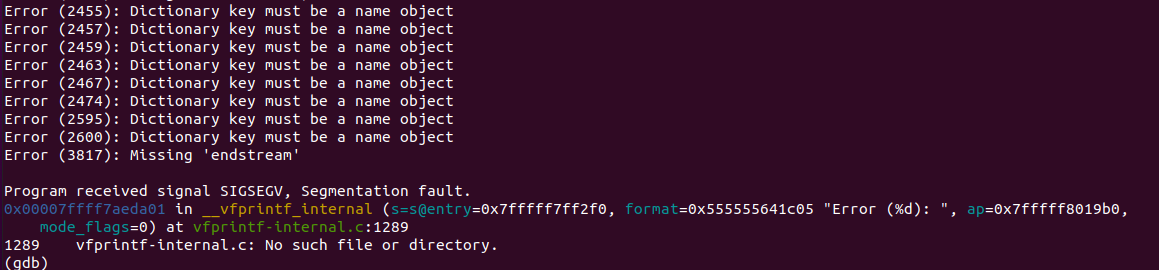 Error (2455): Dictionary key must be a name object
Error (2457): Dictionary key must be a name object
Error (2459): Dictionary key must be a name object
Error (2463): Dictionary key must be a name object
Error (2467): Dictionary key must be a name object
Error (2474): Dictionary key must be a name object
Error (2595): Dictionary key must be a name object
Error (2600): Dictionary key must be a name object
Error (3817): Missing 'endstream'
Program received signal SIGSEGV, Segmentation fault.
0x00007ffff7aeda01 in __vfprintf_internal (s=s@entry=0x7fffff7ff2f0, format=0x555555641c05 "Error (%d): ", ap=0x7fffff8019b0,
mode_flags=0) at vfprintf-internal.c:1289
1289    vfprintf-internal.c: No such file or directory.
(gdb)